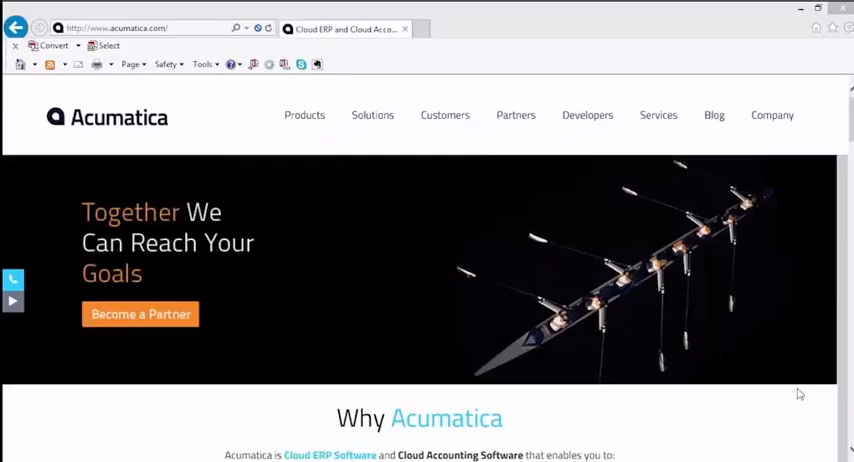 http://www.acumatica.com/
Cloud ERP and Cloud Acco...
Convert
Select
Page
Safety
Tools
Acumatica
Products
Solutions
Customers
Partners
Developers
Services
Blog
Company
Together We
Can Reach Your
Goals
Become a Partner
Why Acumatica
Acumatica is Cloud ERP Software and Cloud Accounting Software that enables you to: